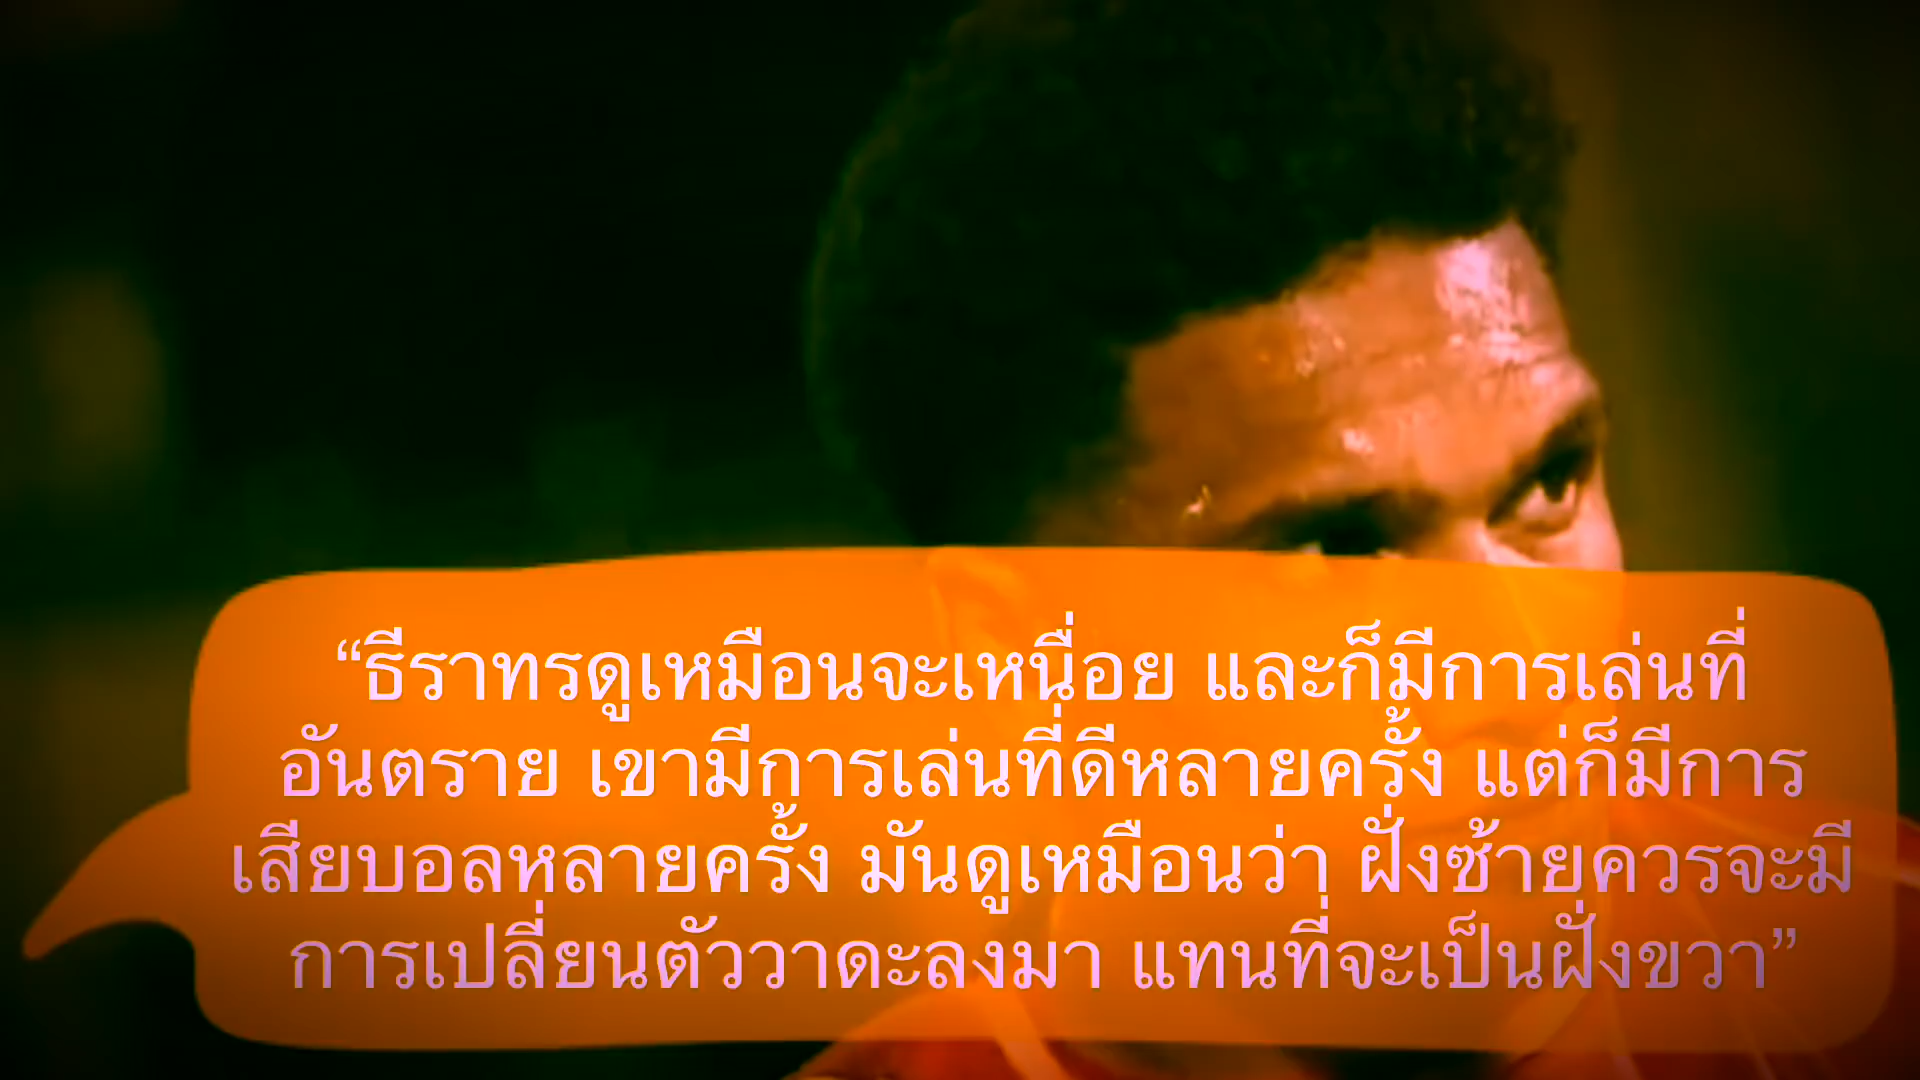 “ธีราทรดูเหมือนจะเหนื่อย และก็มีการเล่นที่
อันตราย เขามีการเล่นที่ดีหลายครั้ง แต่ก็มีการ
เสียบอลหลายครั้ง มันดูเหมือนว่า ฝั่งซ้ายควรจะมี
การเปลี่ยนตัววาดะลงมา แทนที่จะเป็นฝั่งขวา”